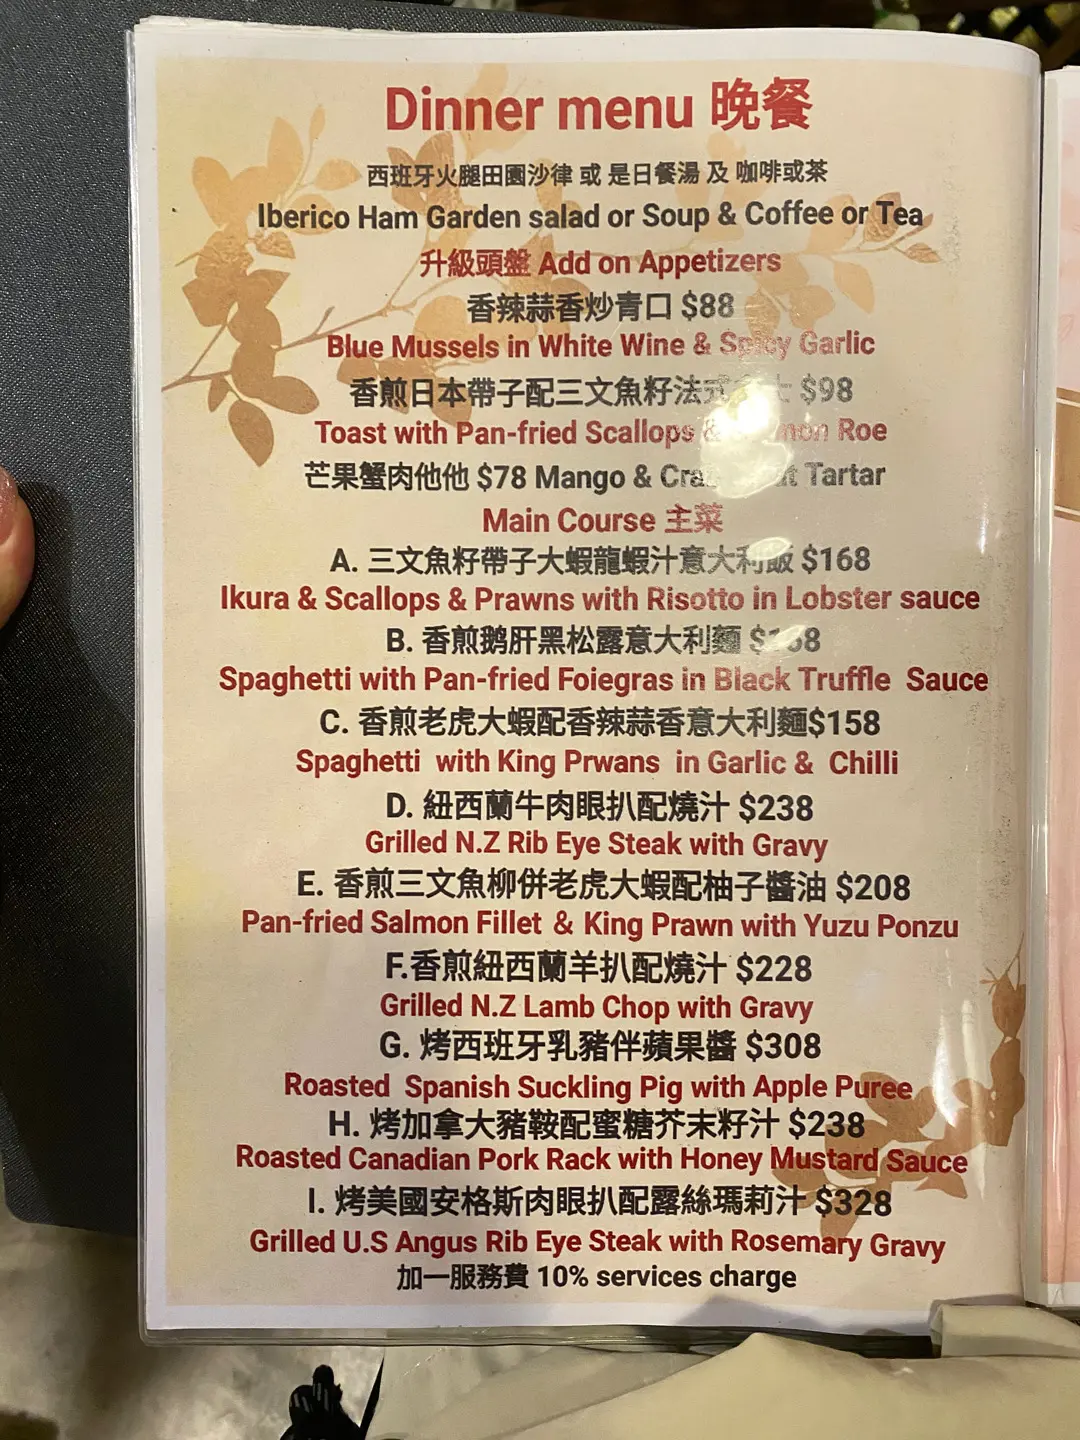 Dinner menu 晚餐
西班牙火腿田園沙律 或 是日餐湯 及 咖啡或茶
Iberico Ham Garden salad or Soup & Coffee or Tea
升級頭盤 Add on Appetizers
香辣蒜香炒青口 $88
Blue Mussels in White Wine & Spicy Garlic
香煎日本帶子配三文魚籽法式 $98
Toast with Pan-fried Scallops & Roe
芒果蟹肉他他 $78 Mango & Tartar
Main Course 主菜
A. 三文魚籽帶子大蝦龍蝦汁意大利飯 $168
Ikura & Scallops & Prawns with Risotto in Lobster sauce
B. 香煎鹅肝黑松露意大利麵
Spaghetti with Pan-fried Foiegras in Black Truffle Sauce
C. 香煎老虎大蝦配香辣蒜香意大利麵$158
Spaghetti with King Prwans in Garlic & Chilli
D. 紐西蘭牛肉眼扒配燒汁 $238
Grilled N.Z Rib Eye Steak with Gravy
E. 香煎三文魚柳併老虎大蝦配柚子醬油 $208
Pan-fried Salmon Fillet & King Prawn with Yuzu Ponzu
F.香煎紐西蘭羊扒配燒汁 $228
Grilled N.Z Lamb Chop with Gravy
G. 烤西班牙乳豬伴蘋果醬 $308
Roasted Spanish Suckling Pig with Apple Puree
H. 烤加拿大豬鞍配蜜糖芥末籽汁 $238
Roasted Canadian Pork Rack with Honey Mustard Sauce
I. 烤美國安格斯肉眼扒配露絲瑪莉汁 $328
Grilled U.S Angus Rib Eye Steak with Rosemary Gravy
加一服務費 10% services charge